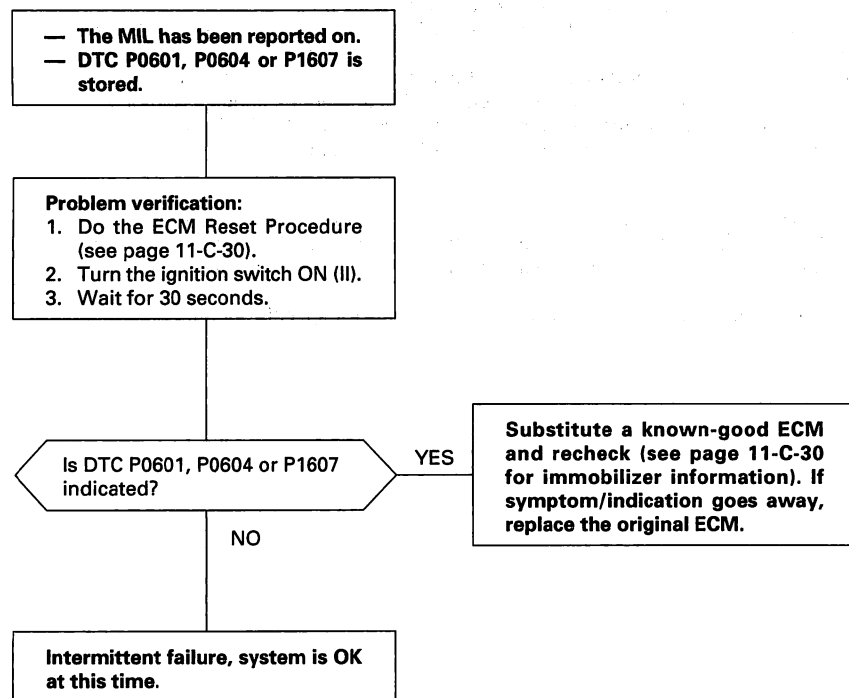 — The MIL has been reported on.
— DTC P0601, P0604 or P1607 is
stored.
Problem verification:
1. Do the ECM Reset Procedure
(see page 11-C-30).
2. Turn the ignition switch ON (II).
3. Wait for 30 seconds.
Is DTC P0601, P0604 or P1607
indicated?
YES
Substitute a known-good ECM
and recheck (see page 11-C-30
for immobilizer information). If
symptom/indication goes away,
replace the original ECM.
NO
Intermittent failure, system is OK
at this time.